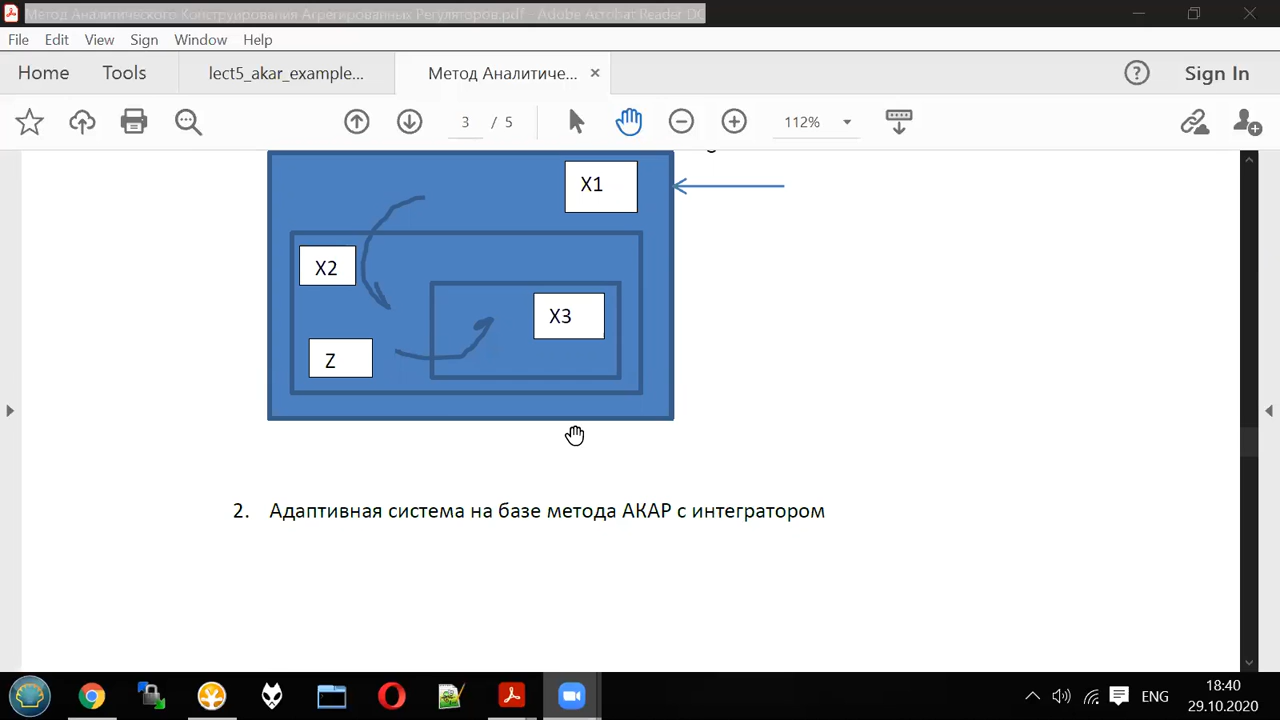 Метод Аналитического Конструирования Агрегированных Регуляторов.pdf - Adobe Acrobat Reader DC
File Edit View Sign Window Help
Home Tools lect5_akar_example... Метод Аналитиче... × Sign In
3 / 5 112%
X1
X2
X3
Z
2. Адаптивная система на базе метода АКАР с интегратором
ENG
18:40
29.10.2020